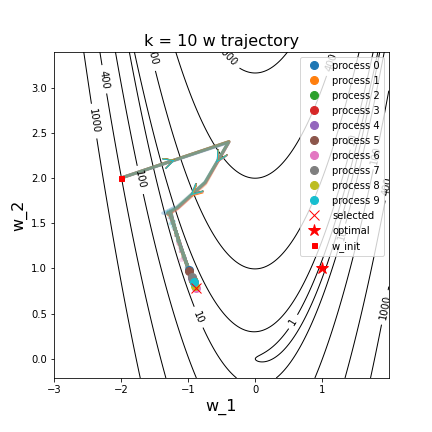 k = 10 w trajectory
w_2
3.0
2.5
2.0
1.5
1.0
0.5
0.0
−3
−2
−1
0
1
w_1
1000
400
100
10
1
1000
process 0
process 1
process 2
process 3
process 4
process 5
process 6
process 7
process 8
process 9
selected
optimal
w_init